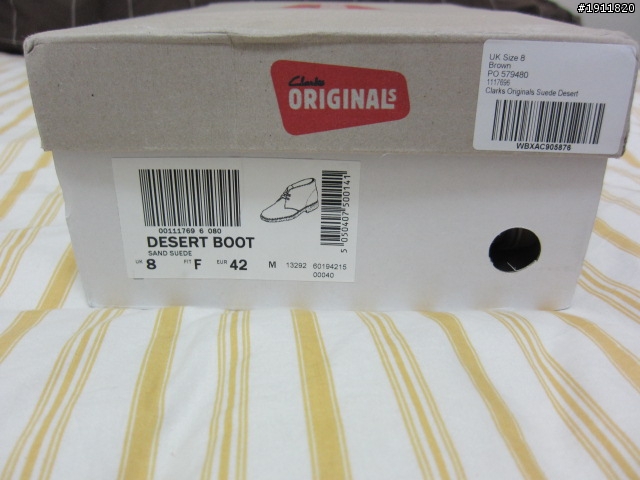 #1911820
Clarks
ORIGINALS
UK Size 8
Brown
PO 579480
1117696
Clarks Originals Suede Desert
WBXAC905876
00111769 6 080
DESERT BOOT
SAND SUEDE
UK 8 FIT F EUR 42 M 13292 60194215
00040
5 050407 500141